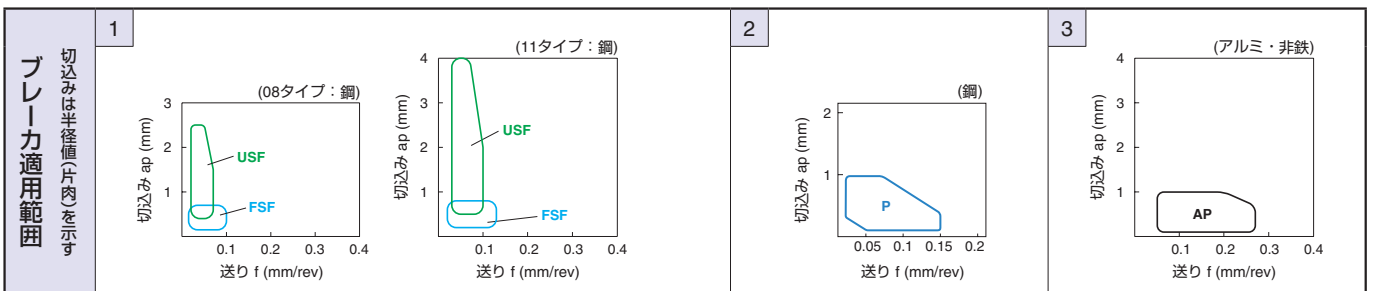 ブレーカ適用範囲
切込みは半径値(片肉)を示す
1
(08タイプ：鋼)
切込み ap (mm)
3
2
1
USF
FSF
0.1 0.2 0.3 0.4
送り f (mm/rev)
(11タイプ：鋼)
切込み ap (mm)
4
3
2
1
USF
FSF
0.1 0.2 0.3 0.4
送り f (mm/rev)
2
(鋼)
切込み ap (mm)
2
1
P
0.05 0.1 0.15 0.2
送り f (mm/rev)
3
(アルミ・非鉄)
切込み ap (mm)
4
3
2
1
AP
0.1 0.2 0.3 0.4
送り f (mm/rev)